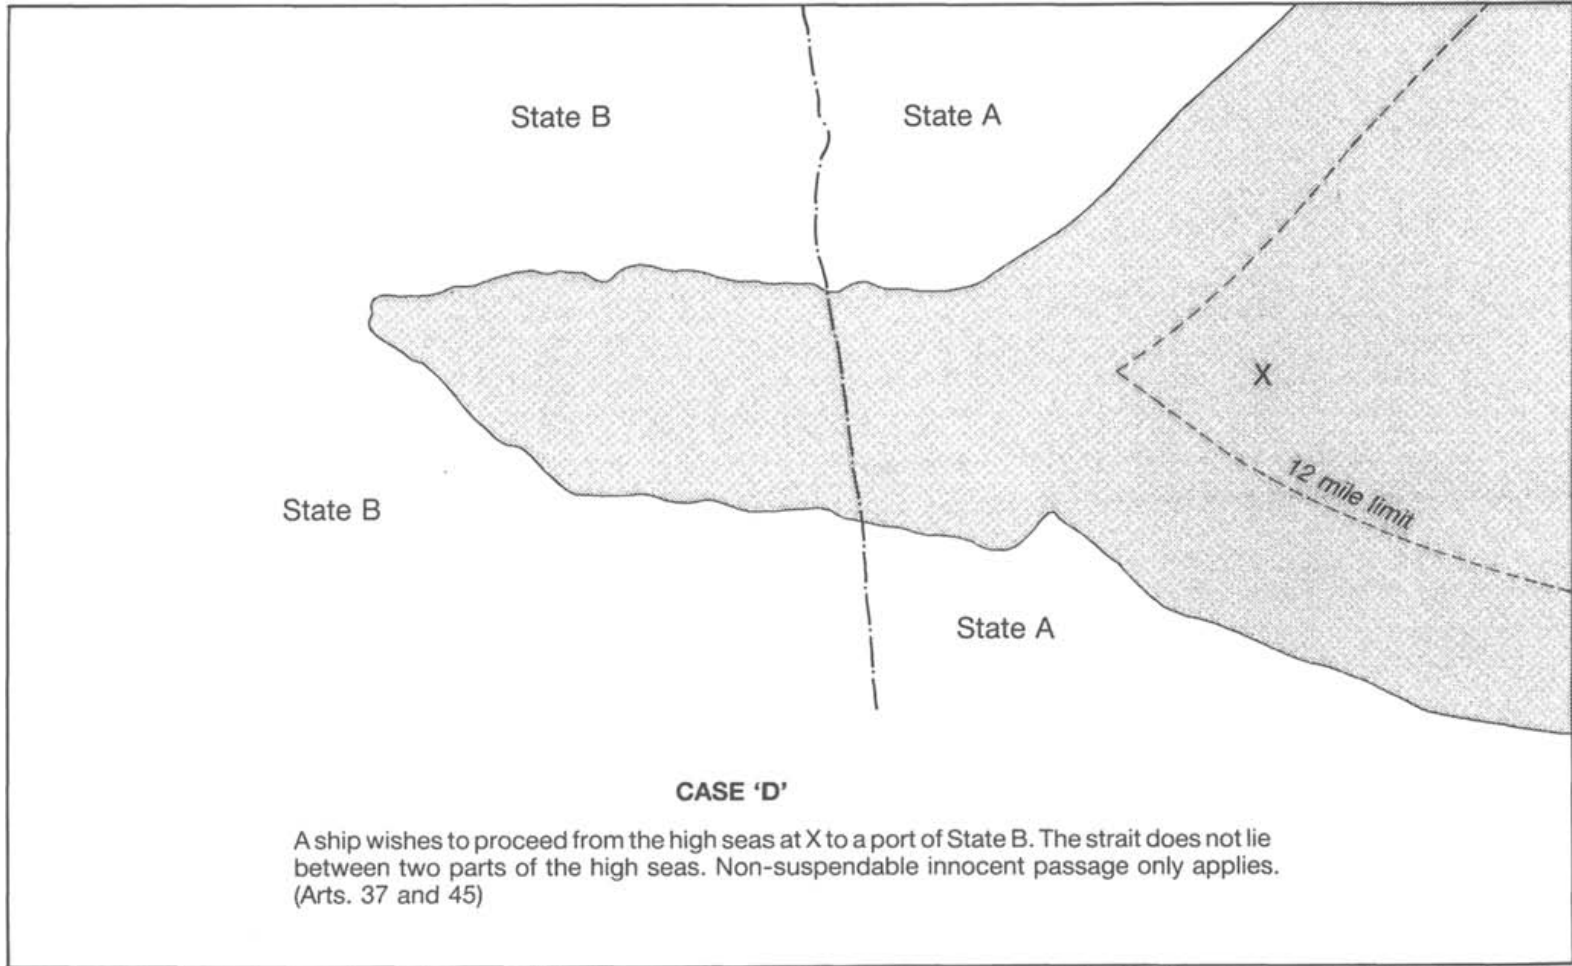 State B
State A
X
12 mile limit
State B
State A
CASE ‘D’
A ship wishes to proceed from the high seas at X to a port of State B. The strait does not lie
between two parts of the high seas. Non-suspendable innocent passage only applies.
(Arts. 37 and 45)